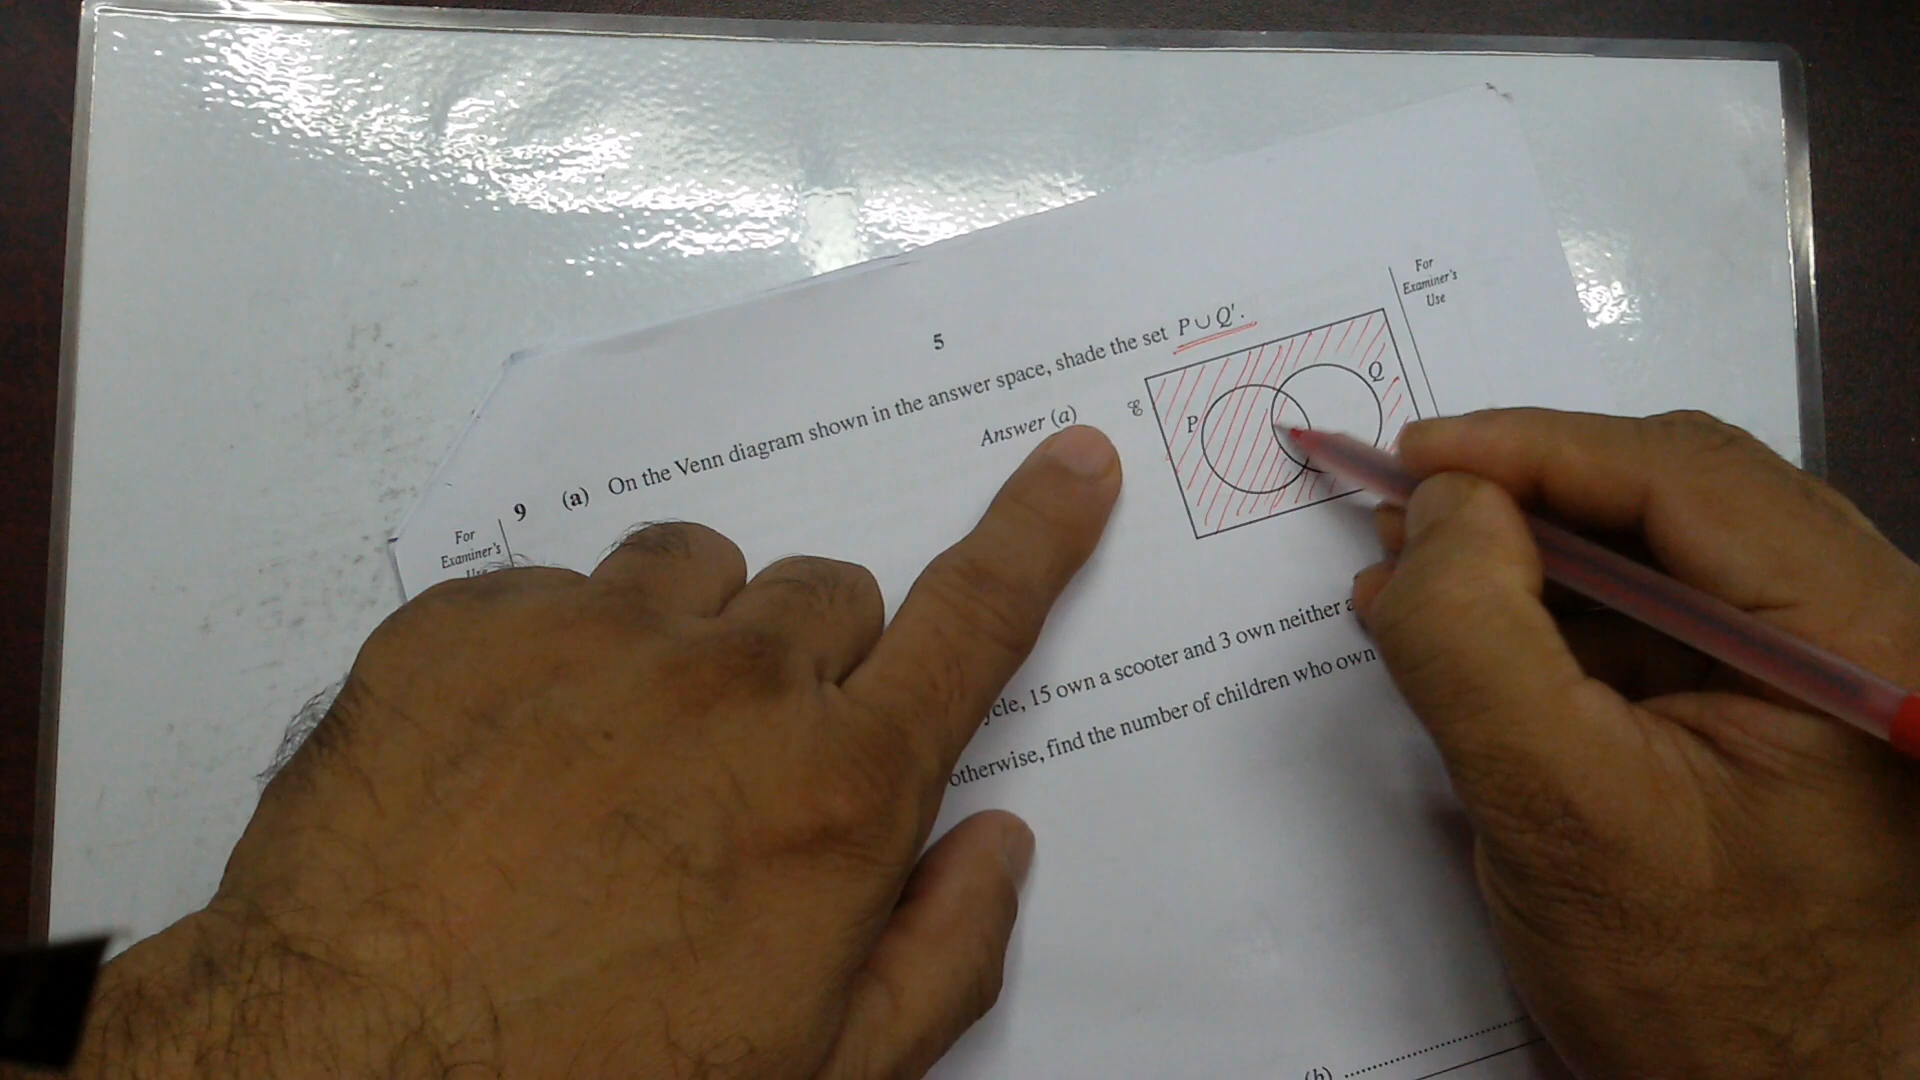 5
For
Examiner's
Use
For
Examiner's
Use
9 (a) On the Venn diagram shown in the answer space, shade the set P ∪ Q'.
Answer (a)
ℰ
P
Q
15 own a scooter and 3 own neither
otherwise, find the number of children who own
(b) ....................